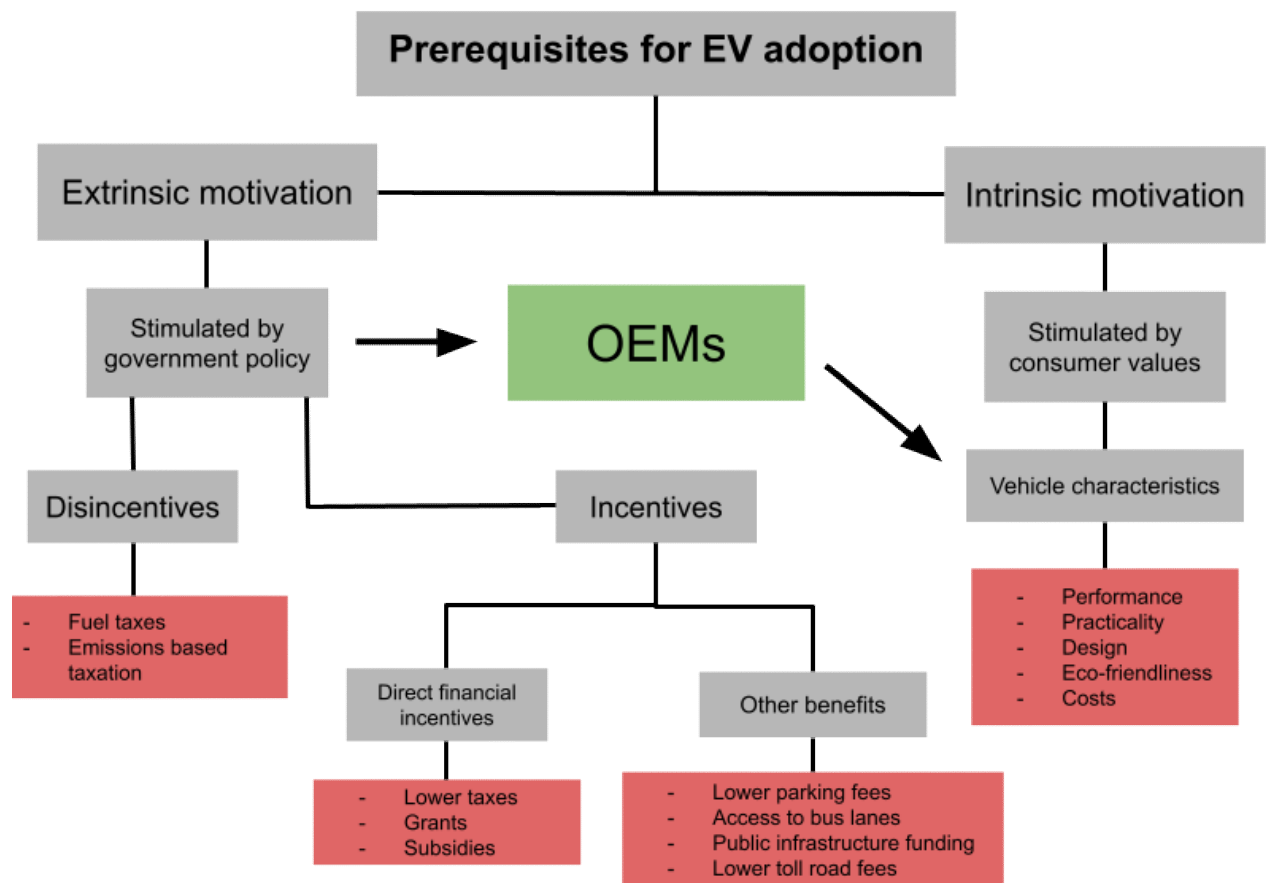 Prerequisites for EV adoption
Extrinsic motivation
Intrinsic motivation
Stimulated by
government policy
OEMs
Stimulated by
consumer values
Disincentives
Incentives
Vehicle characteristics
- Fuel taxes
- Emissions based
taxation
- Performance
- Practicality
- Design
- Eco-friendliness
- Costs
Direct financial
incentives
Other benefits
- Lower taxes
- Grants
- Subsidies
- Lower parking fees
- Access to bus lanes
- Public infrastructure funding
- Lower toll road fees